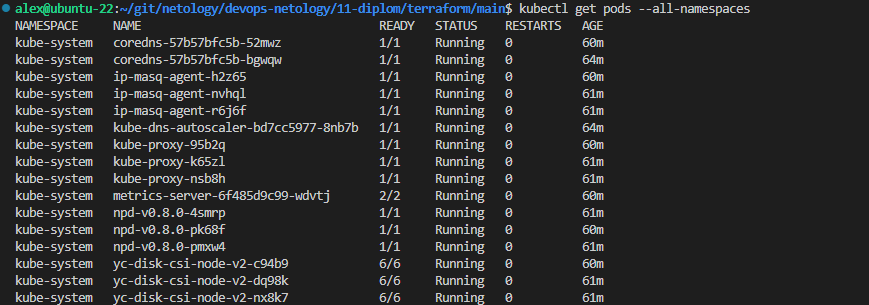 alex@ubuntu-22:~/git/netology/devops-netology/11-diplom/terraform/main$ kubectl get pods --all-namespaces
NAMESPACE NAME READY STATUS RESTARTS AGE
kube-system coredns-57b57bfc5b-52mwz 1/1 Running 0 60m
kube-system coredns-57b57bfc5b-bgwqw 1/1 Running 0 64m
kube-system ip-masq-agent-h2z65 1/1 Running 0 60m
kube-system ip-masq-agent-nvhql 1/1 Running 0 61m
kube-system ip-masq-agent-r6j6f 1/1 Running 0 61m
kube-system kube-dns-autoscaler-bd7cc5977-8nb7b 1/1 Running 0 64m
kube-system kube-proxy-95b2q 1/1 Running 0 60m
kube-system kube-proxy-k65zl 1/1 Running 0 61m
kube-system kube-proxy-nsb8h 1/1 Running 0 61m
kube-system metrics-server-6f485d9c99-wdvtj 2/2 Running 0 60m
kube-system npd-v0.8.0-4smrp 1/1 Running 0 61m
kube-system npd-v0.8.0-pk68f 1/1 Running 0 60m
kube-system npd-v0.8.0-pmxw4 1/1 Running 0 61m
kube-system yc-disk-csi-node-v2-c94b9 6/6 Running 0 60m
kube-system yc-disk-csi-node-v2-dq98k 6/6 Running 0 61m
kube-system yc-disk-csi-node-v2-nx8k7 6/6 Running 0 61m